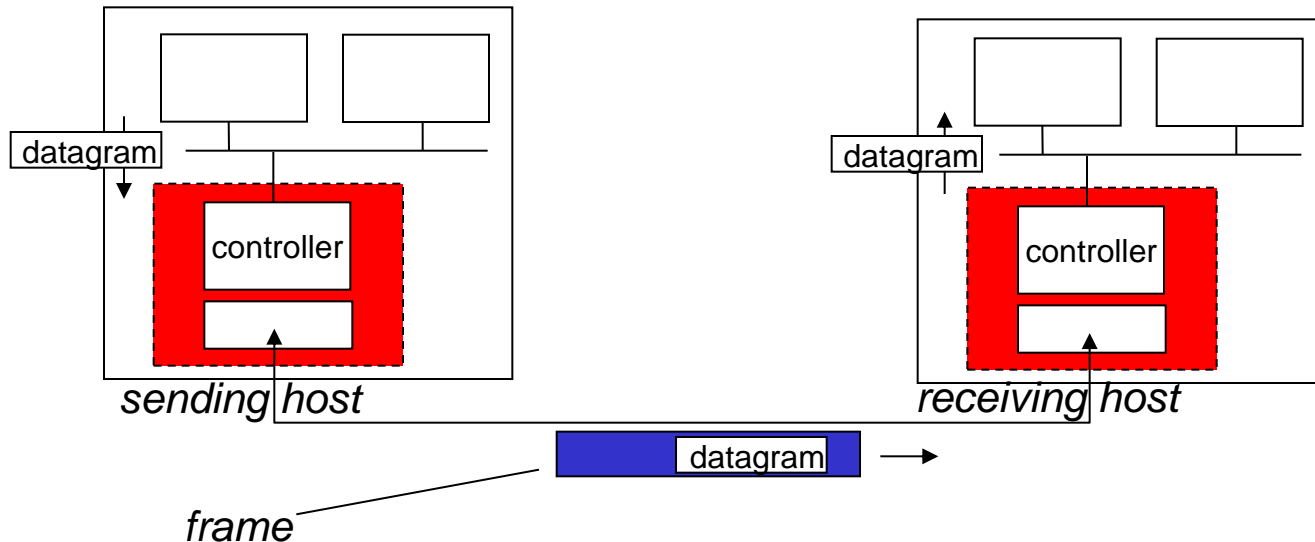 datagram
datagram
controller
controller
sending host
receiving host
datagram
frame